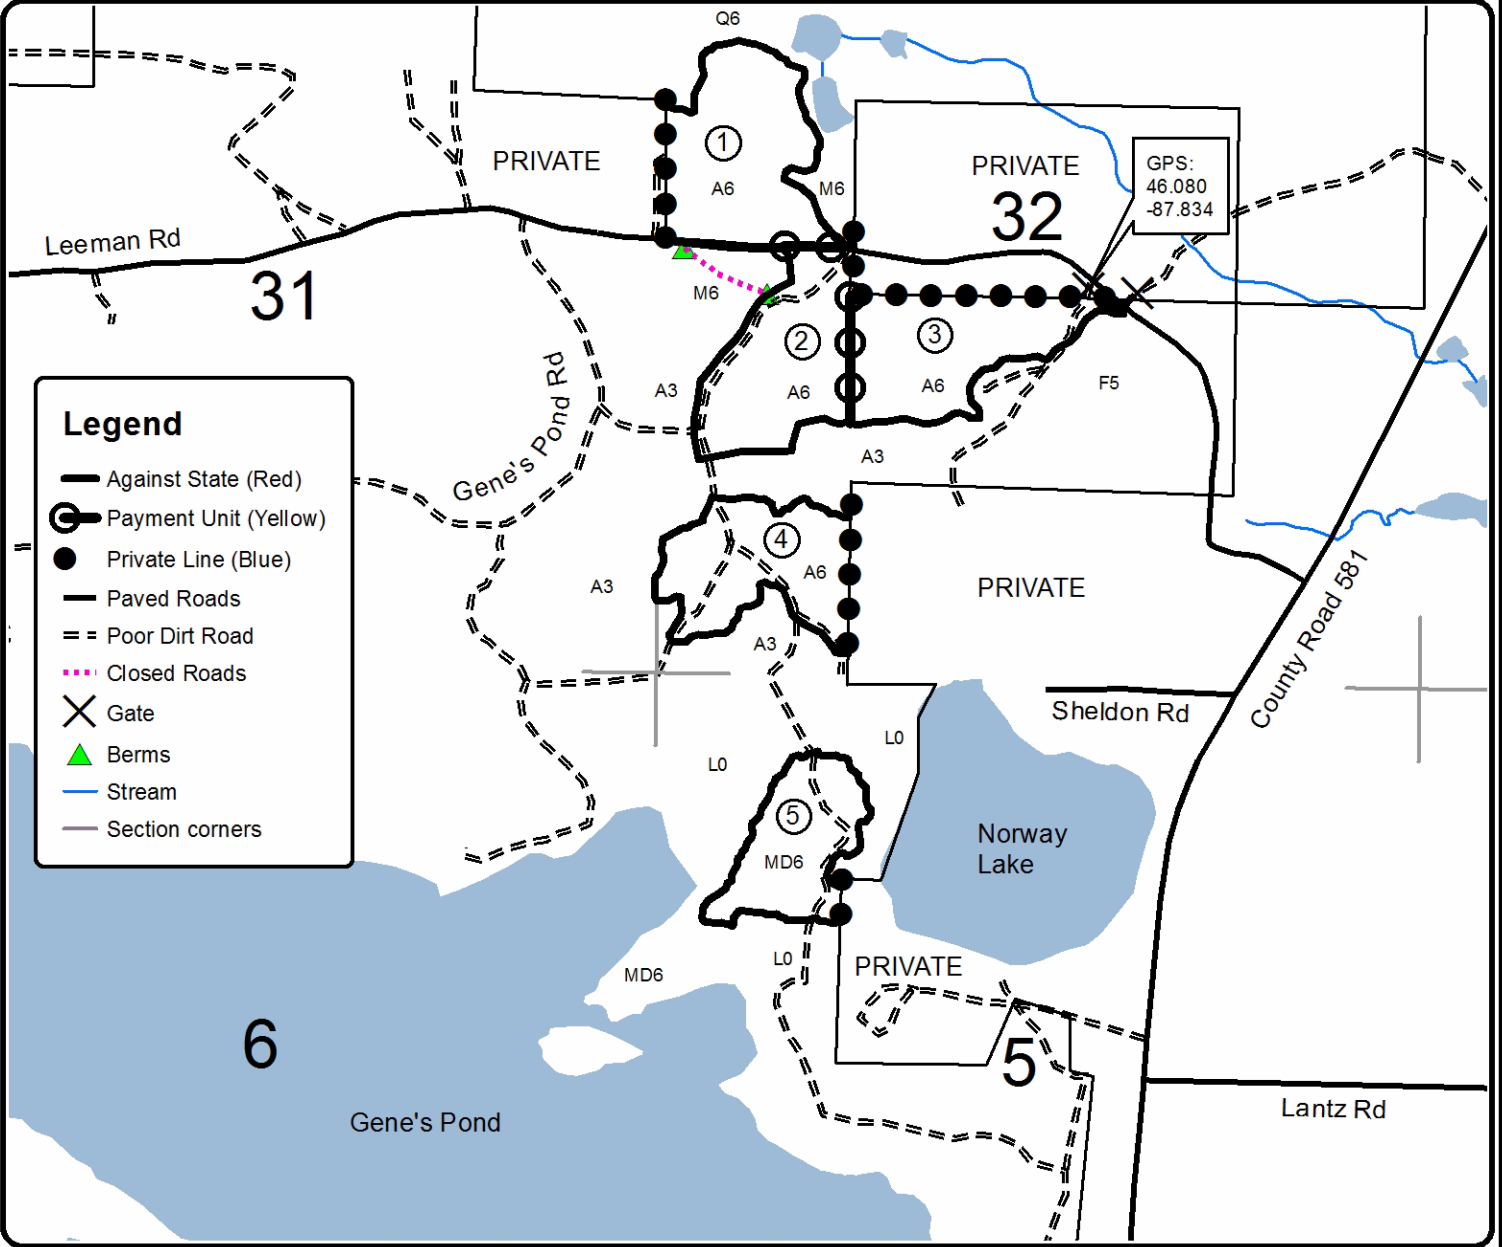 Q6
PRIVATE
1
A6
M6
PRIVATE
32
GPS:
46.080
-87.834
Leeman Rd
31
M6
2
3
A3
A6
A6
F5
Gene's Pond Rd
A3
Legend
Against State (Red)
Payment Unit (Yellow)
Private Line (Blue)
Paved Roads
Poor Dirt Road
Closed Roads
Gate
Berms
Stream
Section corners
4
A6
A3
PRIVATE
A3
County Road 581
Sheldon Rd
L0
L0
5
MD6
Norway
Lake
L0
MD6
PRIVATE
6
5
Gene's Pond
Lantz Rd